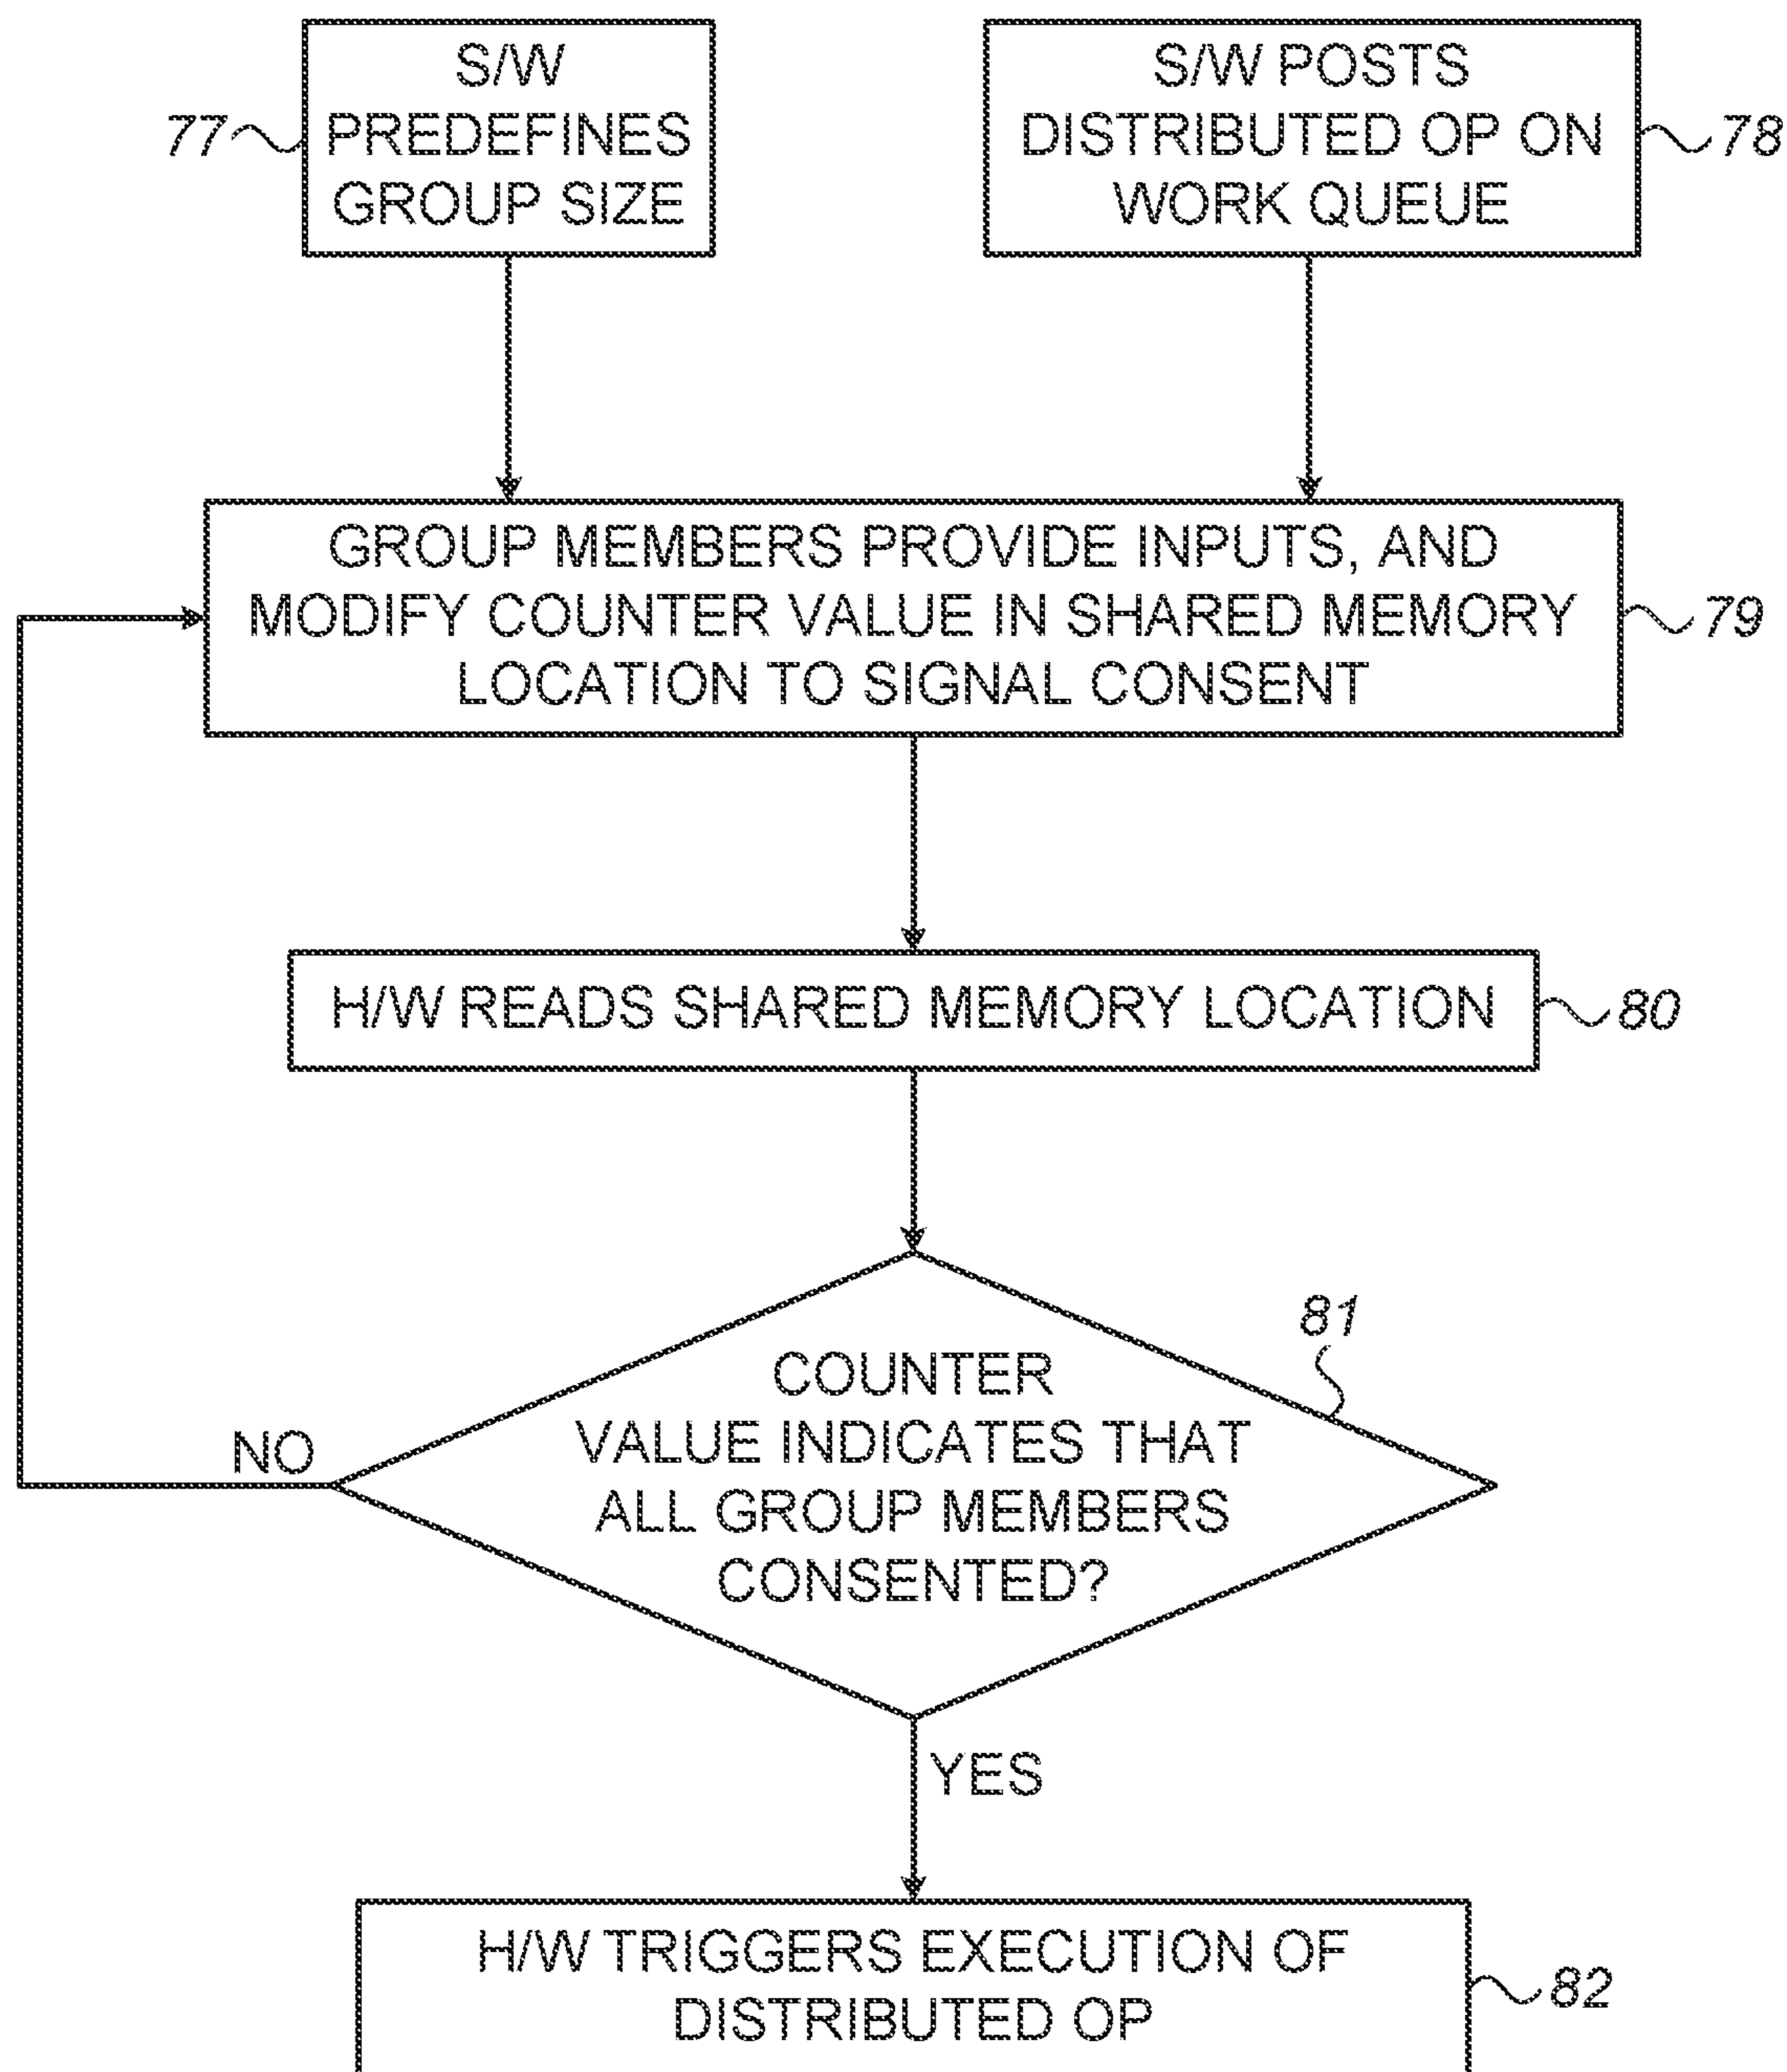 S/W
PREDEFINES
GROUP SIZE
77
S/W POSTS
DISTRIBUTED OP ON
WORK QUEUE
78
GROUP MEMBERS PROVIDE INPUTS, AND
MODIFY COUNTER VALUE IN SHARED MEMORY
LOCATION TO SIGNAL CONSENT
79
H/W READS SHARED MEMORY LOCATION
80
81
COUNTER
VALUE INDICATES THAT
ALL GROUP MEMBERS
CONSENTED?
NO
YES
H/W TRIGGERS EXECUTION OF
DISTRIBUTED OP
82